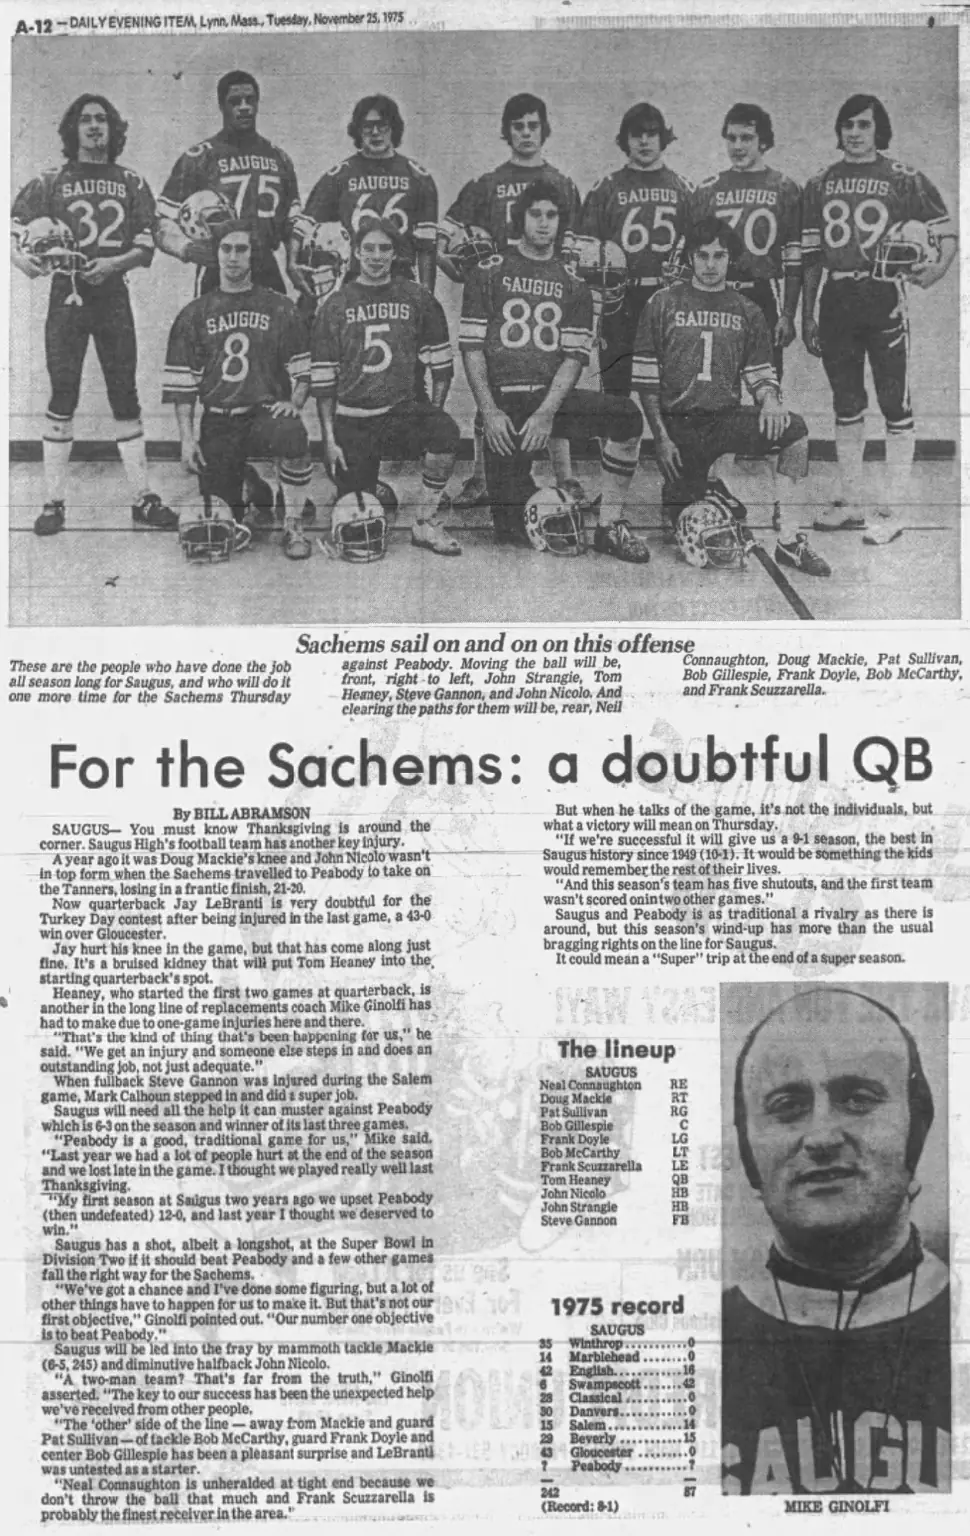 A-12 — DAILY EVENING ITEM, Lynn, Mass., Tuesday, November 25, 1975
SAUGUS
32
SAUGUS
75
SAUGUS
66
SAUGUS
65
70
SAUGUS
89
SAUGUS
8
SAUGUS
5
SAUGUS
88
SAUGUS
1
88
Sachems sail on and on on this offense
These are the people who have done the job
all season long for Saugus, and who will do it
one more time for the Sachems Thursday
against Peabody. Moving the ball will be,
front, right to left, John Strangie, Tom
Heaney, Steve Gannon, and John Nicolo. And
clearing the paths for them will be, rear, Neil
Connaughton, Doug Mackie, Pat Sullivan,
Bob Gillespie, Frank Doyle, Bob McCarthy,
and Frank Scuzzarella.
For the Sachems: a doubtful QB
By BILL ABRAMSON
SAUGUS— You must know Thanksgiving is around the
corner. Saugus High's football team has another key injury.
A year ago it was Doug Mackie's knee and John Nicolo wasn't
in top form when the Sachems travelled to Peabody to take on
the Tanners, losing in a frantic finish, 21-20.
Now quarterback Jay LeBranti is very doubtful for the
Turkey Day contest after being injured in the last game, a 43-0
win over Gloucester.
Jay hurt his knee in the game, but that has come along just
fine. It's a bruised kidney that will put Tom Heaney into the
starting quarterback's spot.
Heaney, who started the first two games at quarterback, is
another in the long line of replacements coach Mike Ginolfi has
had to make due to one-game injuries here and there.
"That's the kind of thing that's been happening for us," he
said. "We get an injury and someone else steps in and does an
outstanding job, not just adequate."
When fullback Steve Gannon was injured during the Salem
game, Mark Calhoun stepped in and did a super job.
Saugus will need all the help it can muster against Peabody
which is 6-3 on the season and winner of its last three games.
"Peabody is a good, traditional game for us," Mike said.
"Last year we had a lot of people hurt at the end of the season
and we lost late in the game. I thought we played really well last
Thanksgiving.
"My first season at Saugus two years ago we upset Peabody
(then undefeated) 12-0, and last year I thought we deserved to
win."
Saugus has a shot, albeit a longshot, at the Super Bowl in
Division Two if it should beat Peabody and a few other games
fall the right way for the Sachems.
"We've got a chance and I've done some figuring, but a lot of
other things have to happen for us to make it. But that's not our
first objective," Ginolfi pointed out. "Our number one objective
is to beat Peabody."
Saugus will be led into the fray by mammoth tackle Mackie
(6-5, 245) and diminutive halfback John Nicolo.
"A two-man team? That's far from the truth," Ginolfi
asserted. "The key to our success has been the unexpected help
we've received from other people.
"The 'other' side of the line — away from Mackie and guard
Pat Sullivan — of tackle Bob McCarthy, guard Frank Doyle and
center Bob Gillespie has been a pleasant surprise and LeBranti
was untested as a starter.
"Neal Connaughton is unheralded at tight end because we
don't throw the ball that much and Frank Scuzzarella is
probably the finest receiver in the area."
But when he talks of the game, it's not the individuals, but
what a victory will mean on Thursday.
"If we're successful it will give us a 9-1 season, the best in
Saugus history since 1949 (10-1). It would be something the kids
would remember the rest of their lives.
"And this season's team has five shutouts, and the first team
wasn't scored on in two other games."
Saugus and Peabody is as traditional a rivalry as there is
around, but this season's wind-up has more than the usual
bragging rights on the line for Saugus.
It could mean a "Super" trip at the end of a super season.
The lineup
SAUGUS
Neal Connaughton RE
Doug Mackie RT
Pat Sullivan RG
Bob Gillespie C
Frank Doyle LG
Bob McCarthy LT
Frank Scuzzarella LE
Tom Heaney QB
John Nicolo HB
John Strangie HB
Steve Gannon FB
1975 record
SAUGUS
35 Winthrop...........0
14 Marblehead........0
42 English............16
6 Swampscott.......42
28 Classical...........0
30 Danvers............0
15 Salem..............14
29 Beverly............15
43 Gloucester.........0
? Peabody...........?
242 87
(Record: 8-1)
SAUGU
MIKE GINOLFI